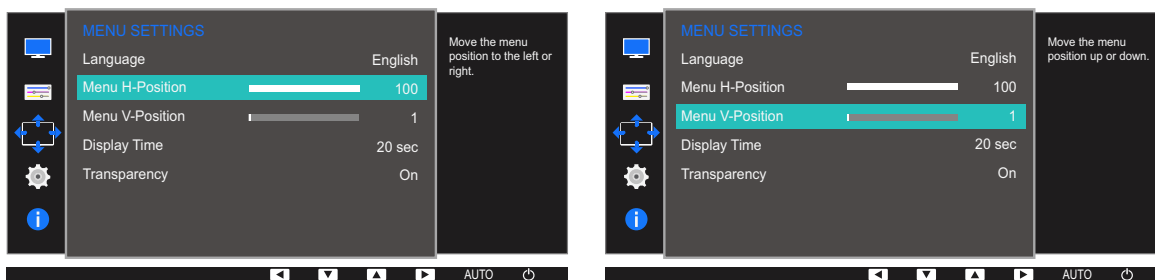 MENU SETTINGS
Language English
Menu H-Position 100
Menu V-Position 1
Display Time 20 sec
Transparency On
Move the menu
position to the left or
right.
AUTO
MENU SETTINGS
Language English
Menu H-Position 100
Menu V-Position 1
Display Time 20 sec
Transparency On
Move the menu
position up or down.
AUTO